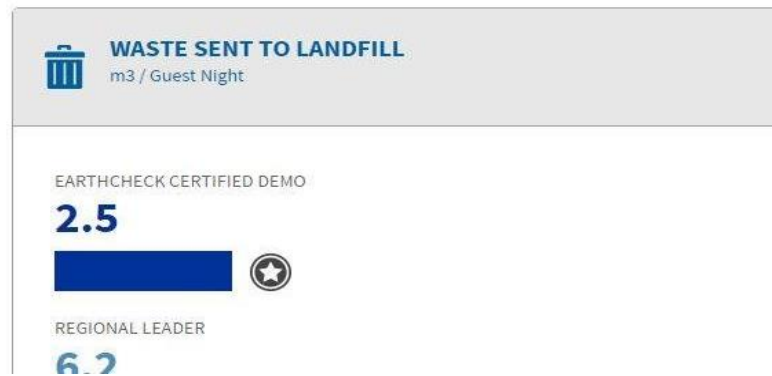 WASTE SENT TO LANDFILL
m3 / Guest Night
EARTHCHECK CERTIFIED DEMO
2.5
REGIONAL LEADER
6.2